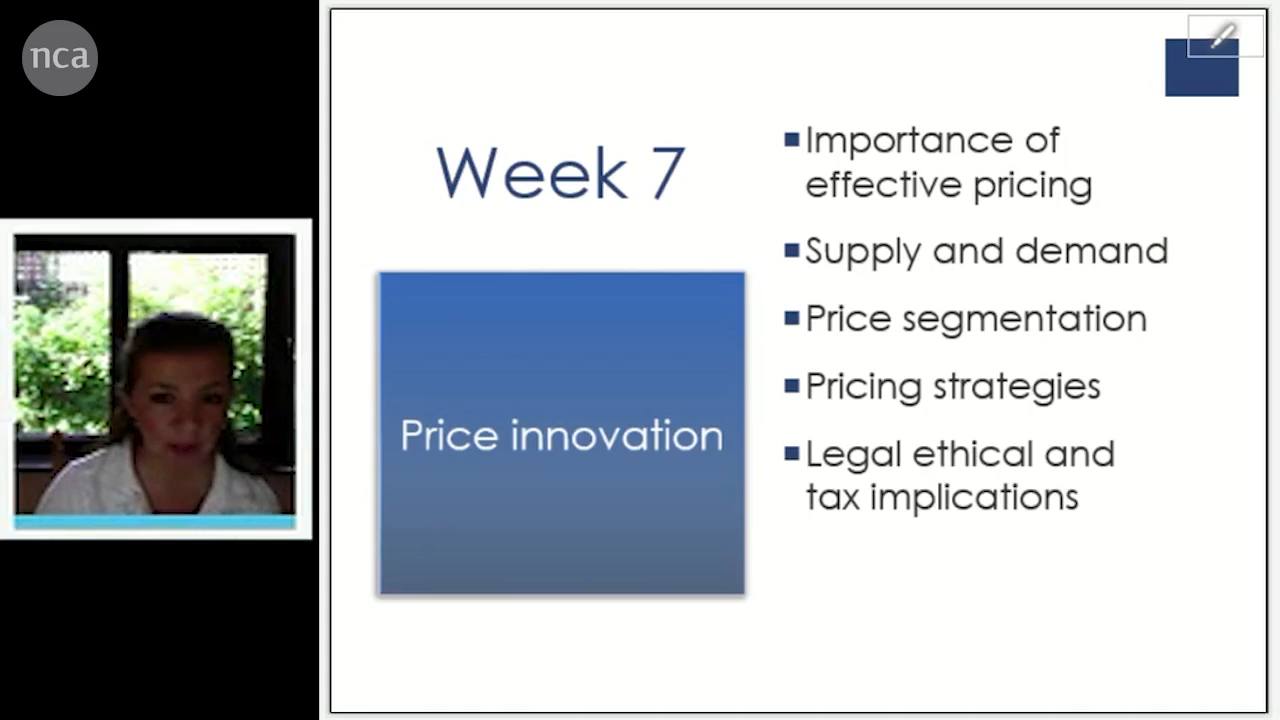 nca
Week 7
Price innovation
Importance of
effective pricing
Supply and demand
Price segmentation
Pricing strategies
Legal ethical and
tax implications